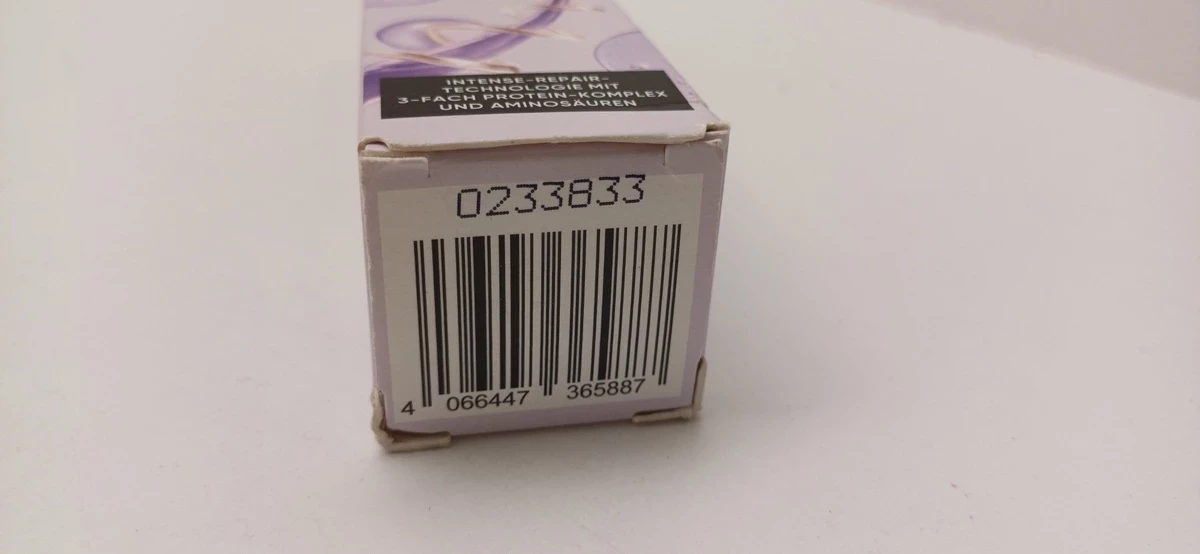 INTENSE-REPAIR-
TECHNOLOGIE MIT
3-FACH PROTEIN-KOMPLEX
UND AMINOSÄUREN
0233833
4 066447 365887